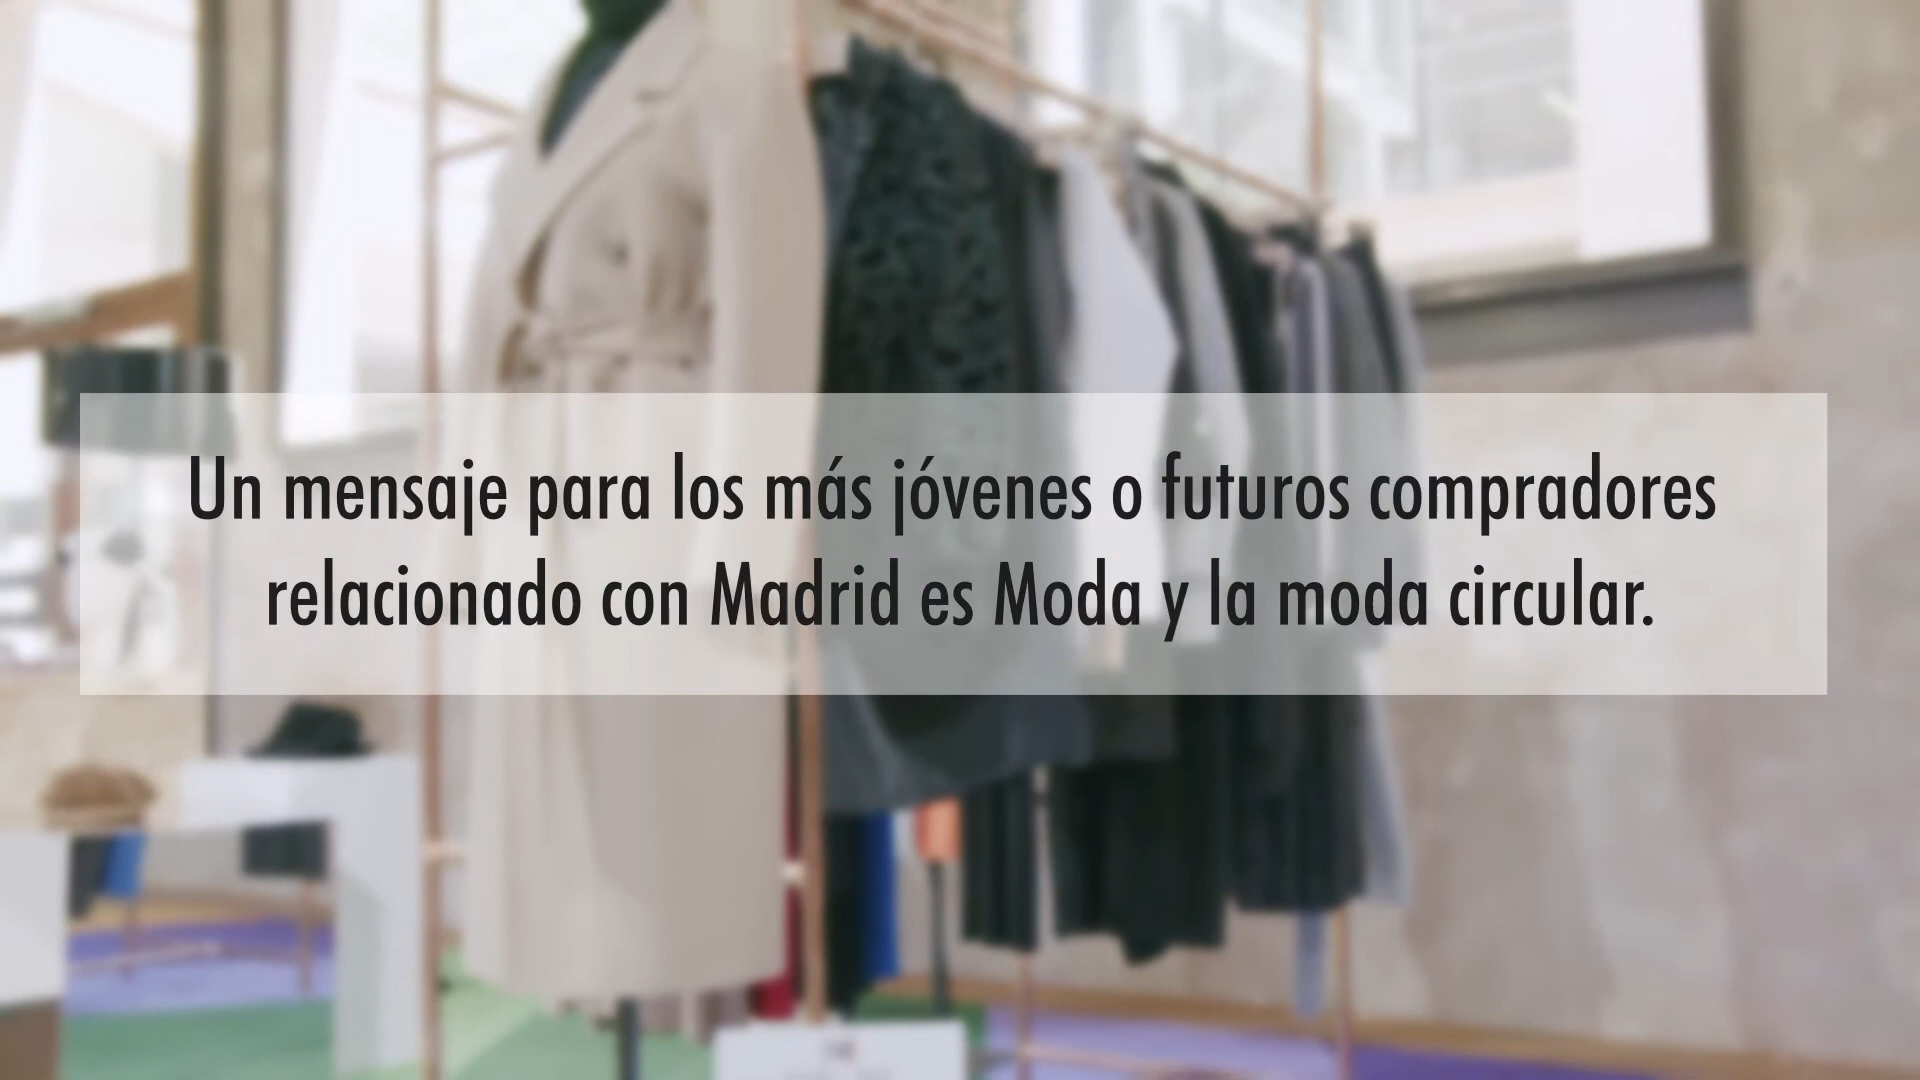 Un mensaje para los más jóvenes o futuros compradores
relacionado con Madrid es Moda y la moda circular.